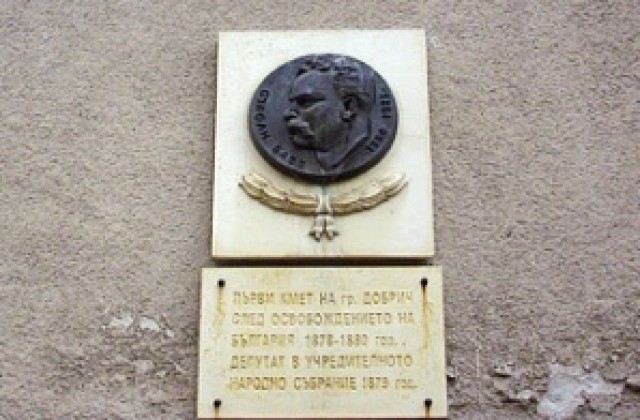 ПЪРВИ КМЕТ НА гр. ДОБРИЧ
СЛЕД ОСВОБОЖДЕНИЕТО НА
БЪЛГАРИЯ 1878-1880 год.,
ДЕПУТАТ В УЧРЕДИТЕЛНОТО
НАРОДНО СЪБРАНИЕ 1879 год.